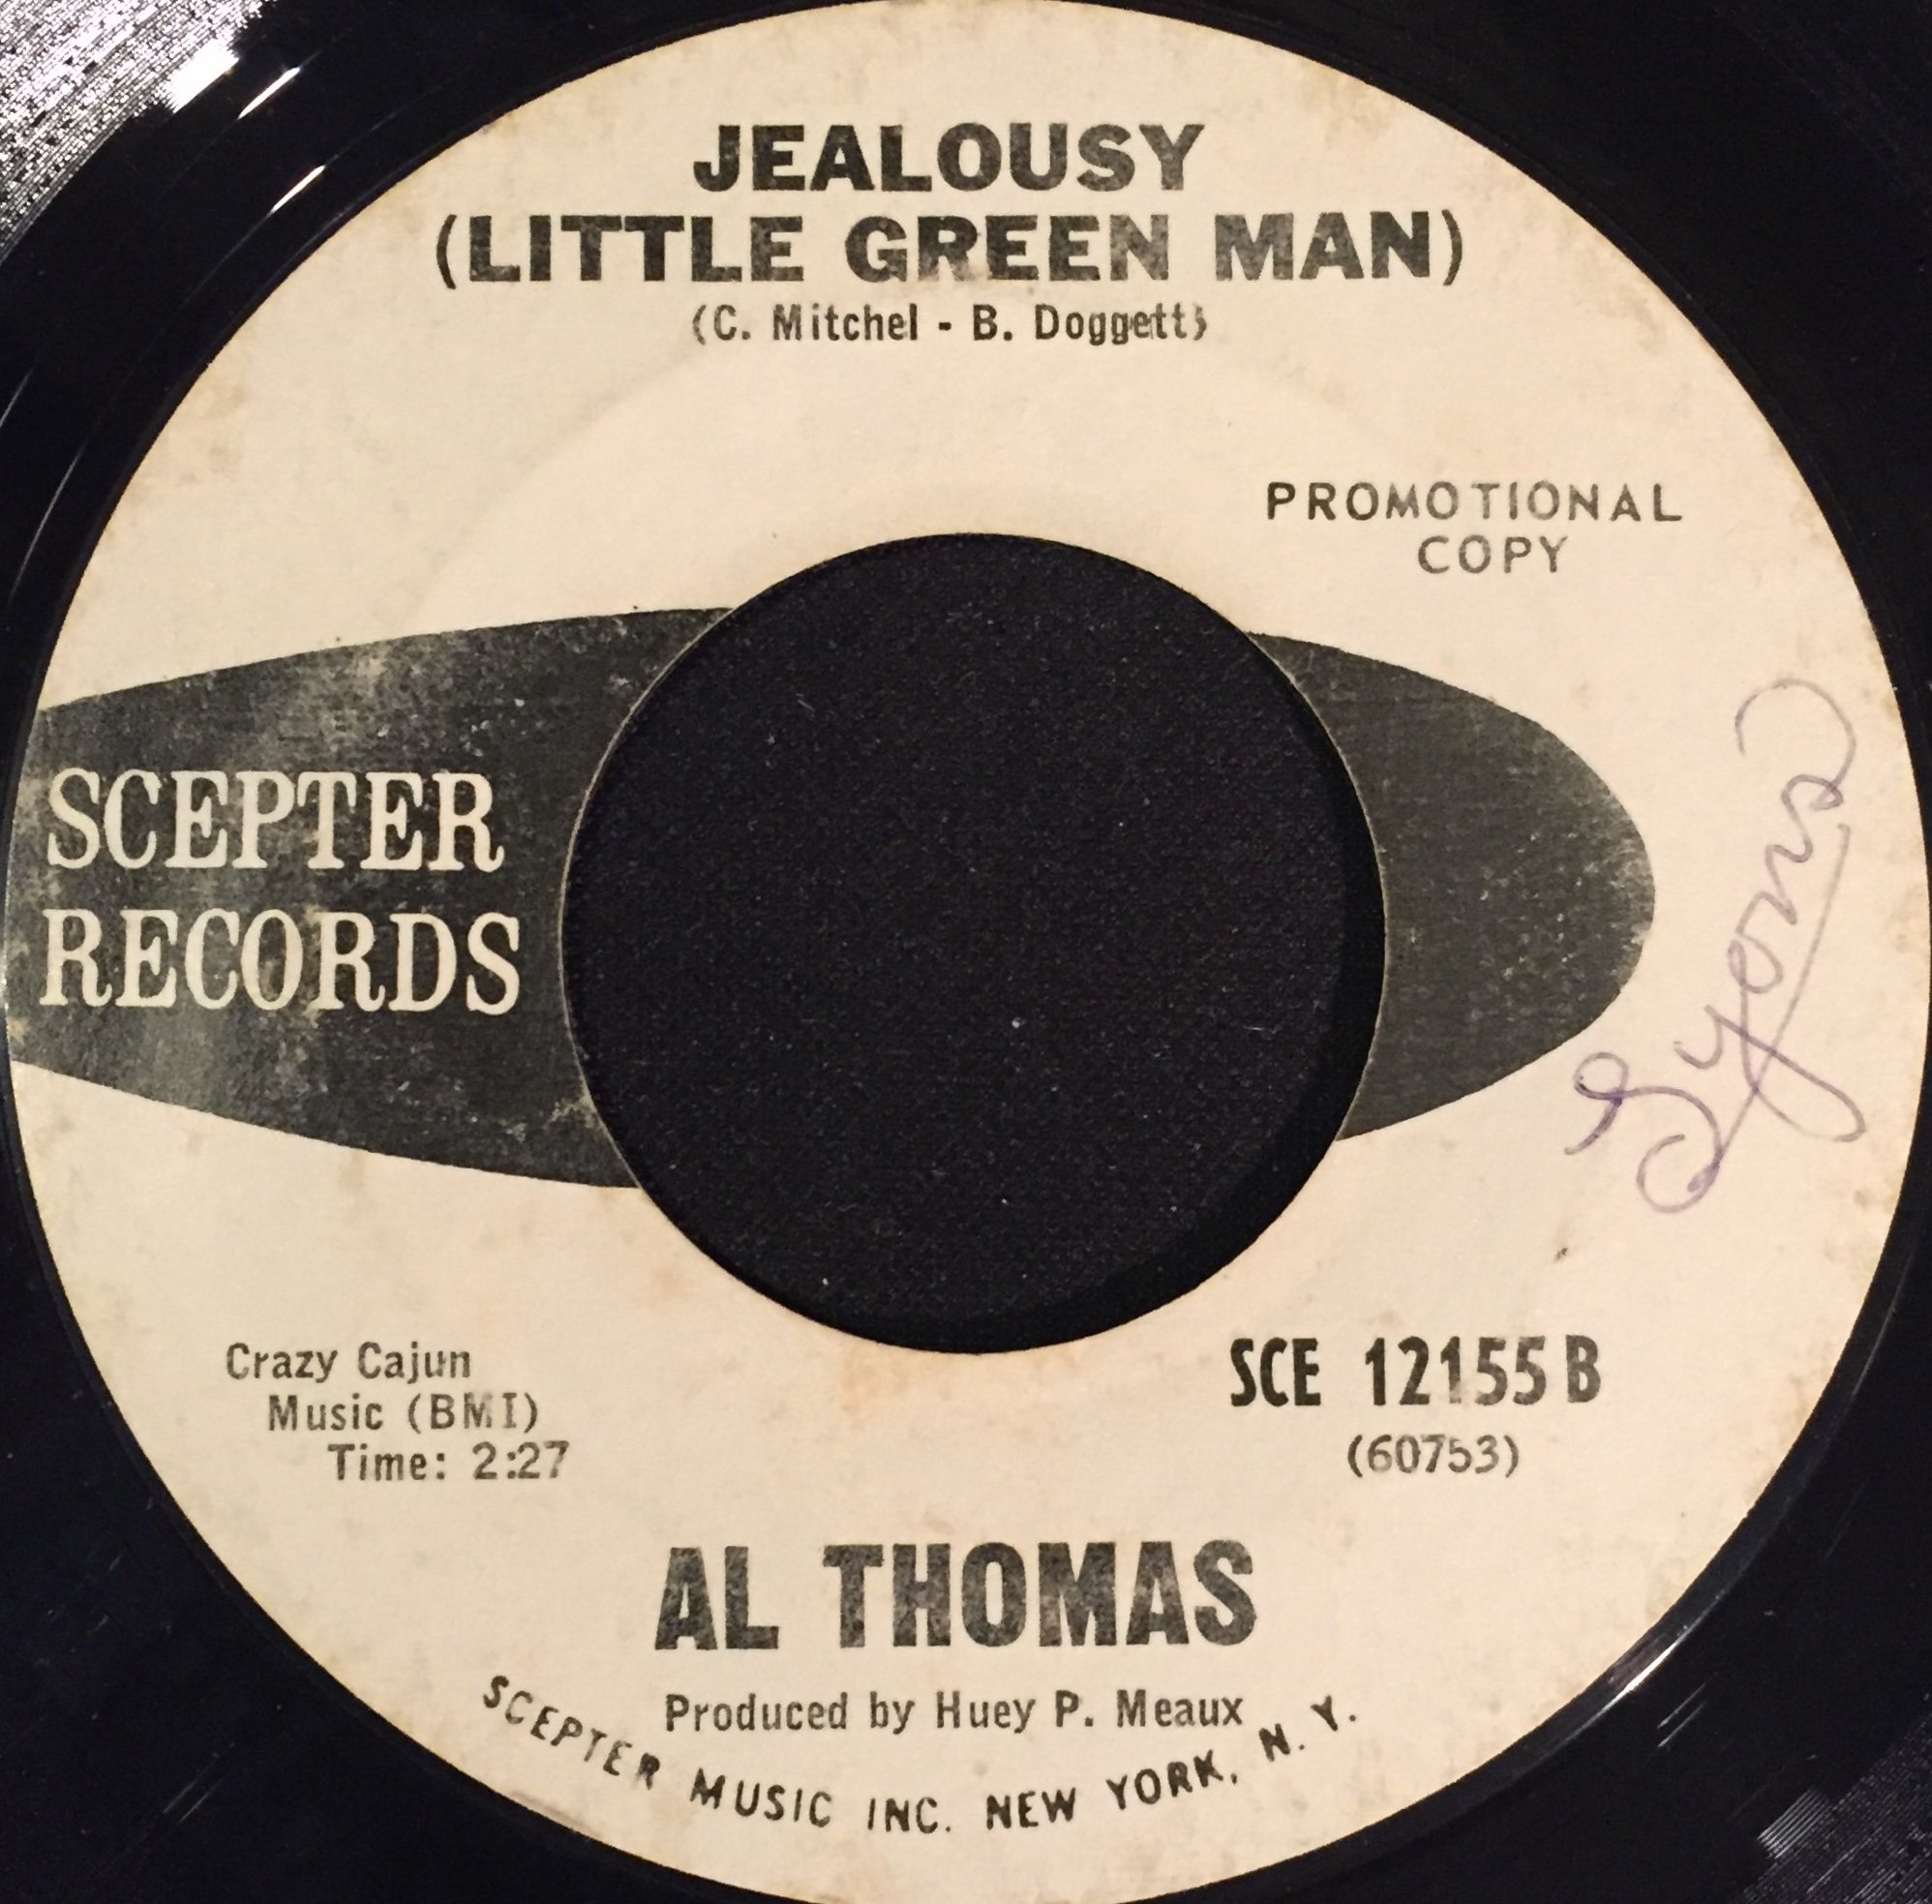 JEALOUSY
(LITTLE GREEN MAN)
(C. Mitchel - B. Doggett)
PROMOTIONAL
COPY
SCEPTER
RECORDS
Lyons
Crazy Cajun
Music (BMI)
Time: 2:27
SCE 12155 B
(60753)
AL THOMAS
Produced by Huey P. Meaux
SCEPTER MUSIC INC. NEW YORK, N. Y.